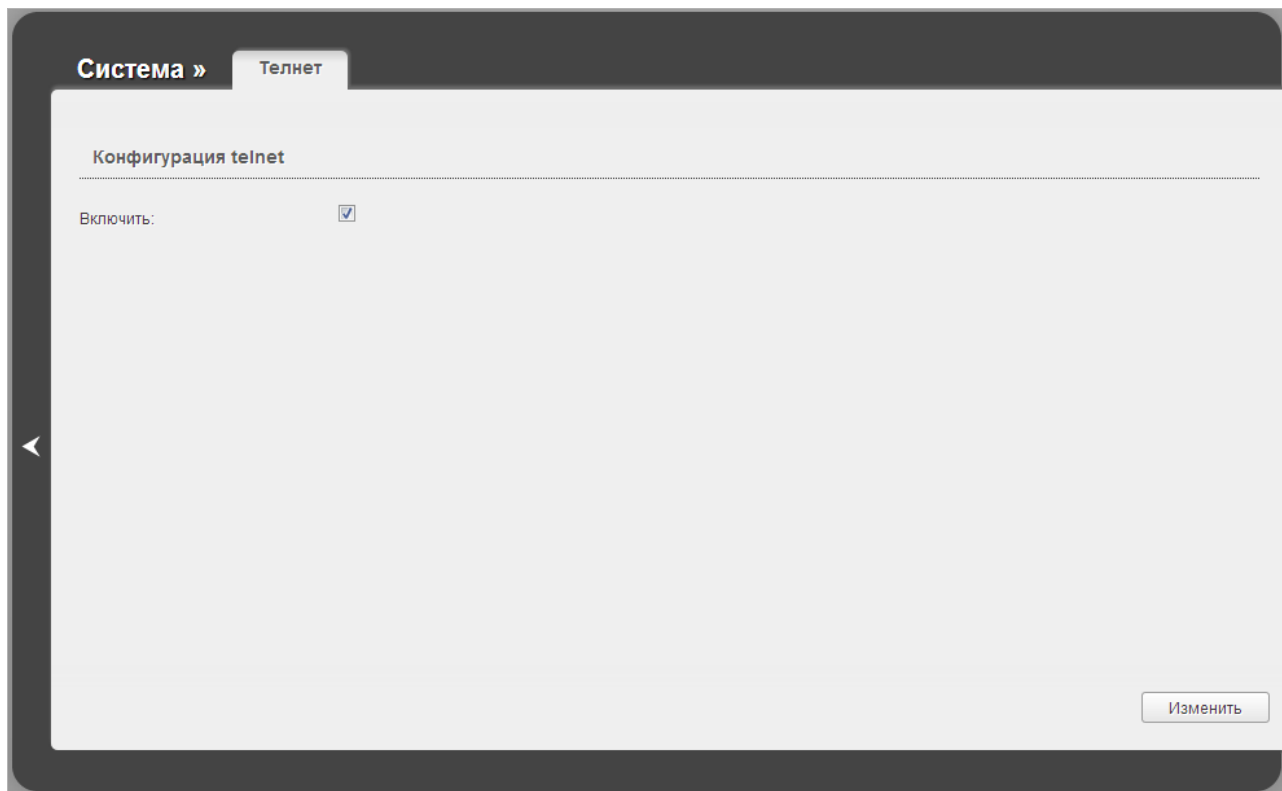 Система »
Телнет
Конфигурация telnet
Включить:
Изменить